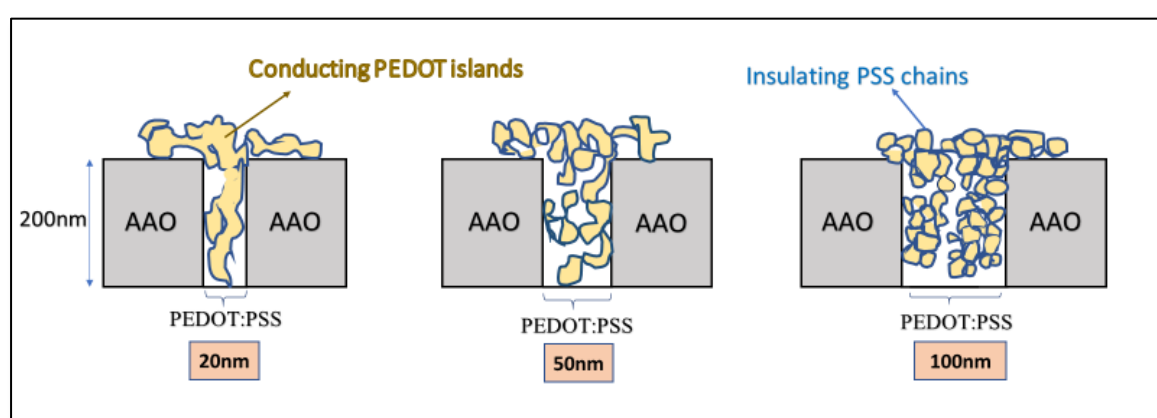 Conducting PEDOT islands
Insulating PSS chains
200nm
AAO
AAO
AAO
AAO
AAO
AAO
PEDOT:PSS
PEDOT:PSS
PEDOT:PSS
20nm
50nm
100nm